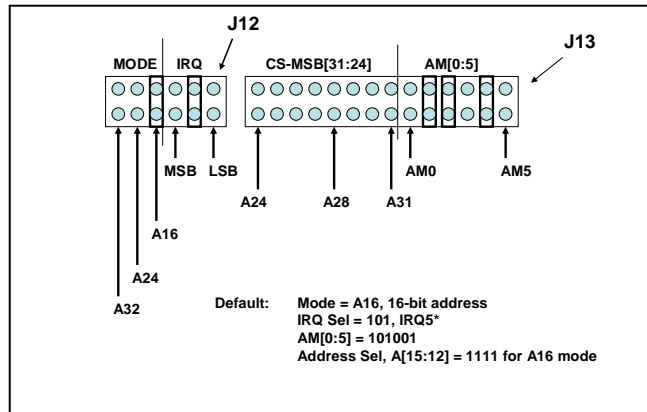 J12
J13
MODE IRQ CS-MSB[31:24] AM[0:5]
MSB LSB AM0 AM5
A24 A28 A31
A16
A24
A32
Default: Mode = A16, 16-bit address
IRQ Sel = 101, IRQ5*
AM[0:5] = 101001
Address Sel, A[15:12] = 1111 for A16 mode